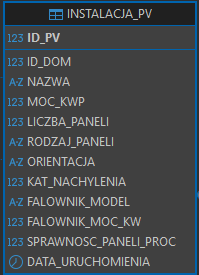 INSTALACJA_PV
123 ID_PV
123 ID_DOM
A-Z NAZWA
123 MOC_KWP
123 LICZBA_PANELI
A-Z RODZAJ_PANELI
A-Z ORIENTACJA
123 KAT_NACHYLENIA
A-Z FALOWNIK_MODEL
123 FALOWNIK_MOC_KW
123 SPRAWNOSC_PANELI_PROC
DATA_URUCHOMIENIA